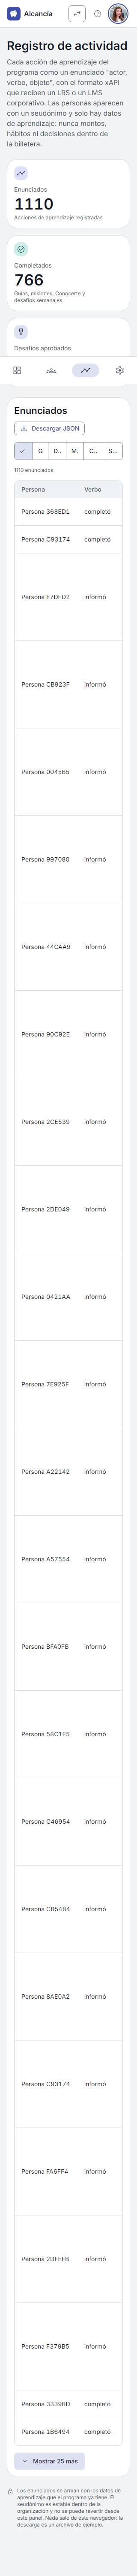 Alcancía
Registro de actividad
Cada acción de aprendizaje del
programa como un enunciado "actor,
verbo, objeto", con el formato xAPI
que reciben un LRS o un LMS
corporativo. Las personas aparecen
con un seudónimo y solo hay datos
de aprendizaje: nunca montos,
hábitos ni decisiones dentro de
la billetera.
Enunciados
1110
Acciones de aprendizaje registradas
Completados
766
Guías, misiones, Conocerte y
desafíos semanales
Desafíos aprobados
Enunciados
Descargar JSON
G
D…
M…
C…
S…
1110 enunciados
Persona Verbo
Persona 368ED1 completó
Persona C93174 completó
Persona E7DFD2 informó
Persona CB923F informó
Persona 0045B5 informó
Persona 997080 informó
Persona 44CAA9 informó
Persona 90C92E informó
Persona 2CE539 informó
Persona 2DE049 informó
Persona 0421AA informó
Persona 7E925F informó
Persona A22142 informó
Persona A57554 informó
Persona BFA0FB informó
Persona 58C1F5 informó
Persona C46954 informó
Persona CB5484 informó
Persona 8AE0A2 informó
Persona C93174 informó
Persona FA6FF4 informó
Persona 2DFEFB informó
Persona F379B5 informó
Persona 3339BD completó
Persona 1B6494 completó
Mostrar 25 más
Los enunciados se arman con los datos de
aprendizaje que el programa ya tiene. El
seudónimo es estable dentro de la
organización y no se puede revertir desde
este panel. Nada sale de este navegador: la
descarga es un archivo de ejemplo.